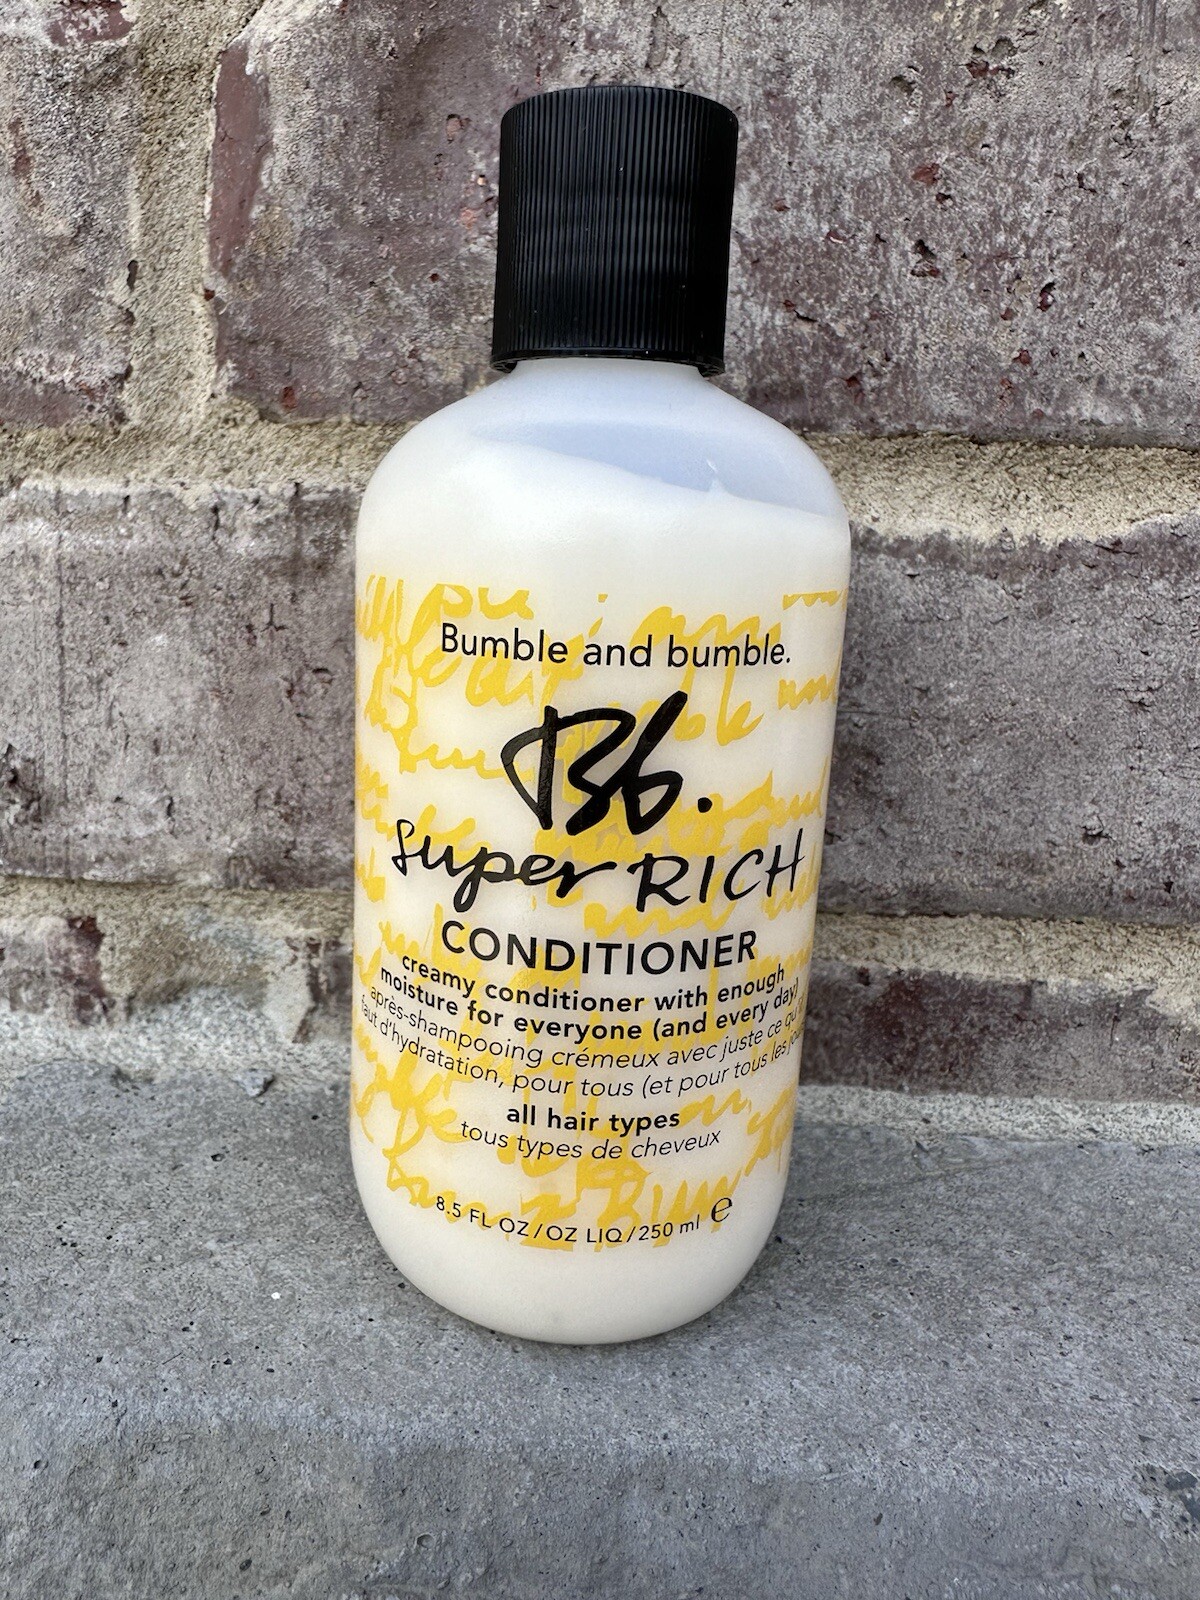 Bumble and bumble.
Bb.
Super RICH
CONDITIONER
creamy conditioner with enough
moisture for everyone (and every day)
après-shampooing crémeux avec juste ce qu'il
faut d'hydratation, pour tous (et pour tous les jours)
all hair types
tous types de cheveux
8.5 FL OZ/OZ LIQ/250 ml e